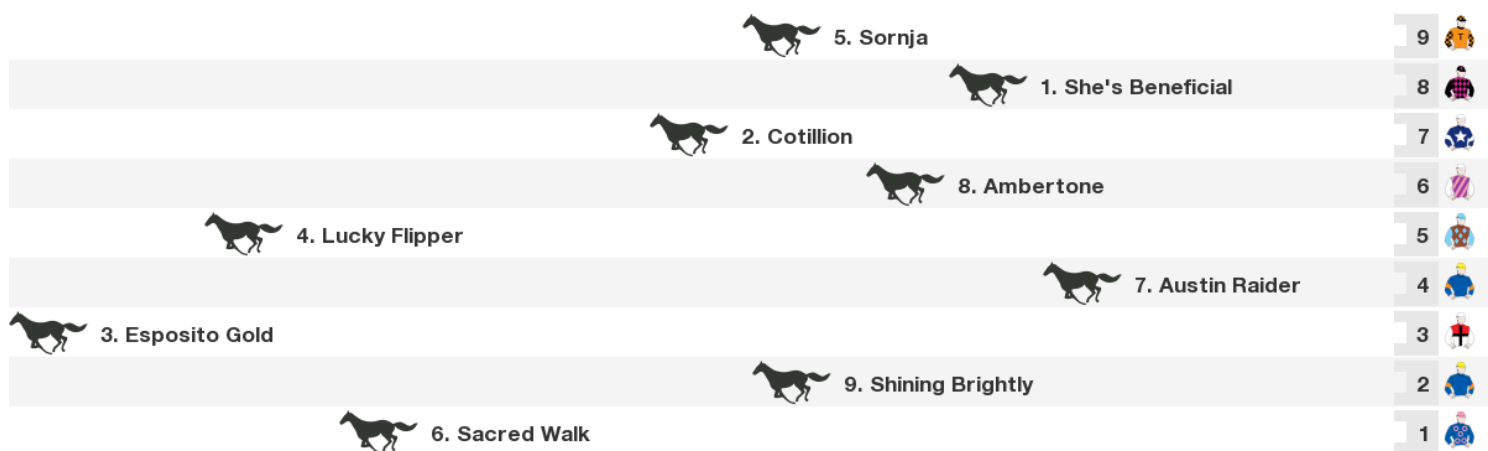 5. Sornja 9
1. She's Beneficial 8
2. Cotillion 7
8. Ambertone 6
4. Lucky Flipper 5
7. Austin Raider 4
3. Esposito Gold 3
9. Shining Brightly 2
6. Sacred Walk 1